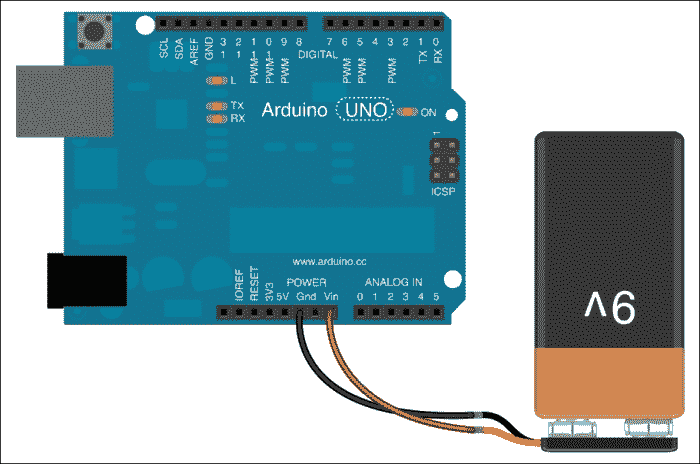 SCL SDA AREF GND 13 12 PWM 11 PWM 10 PWM 9 8 DIGITAL 7 PWM 6 PWM 5 4 PWM 3 2 TX 1 RX 0
L
TX
RX
Arduino UNO
ON
1
ICSP
www.arduino.cc
POWER ANALOG IN
IOREF RESET 3V3 5V Gnd Vin 0 1 2 3 4 5
9V